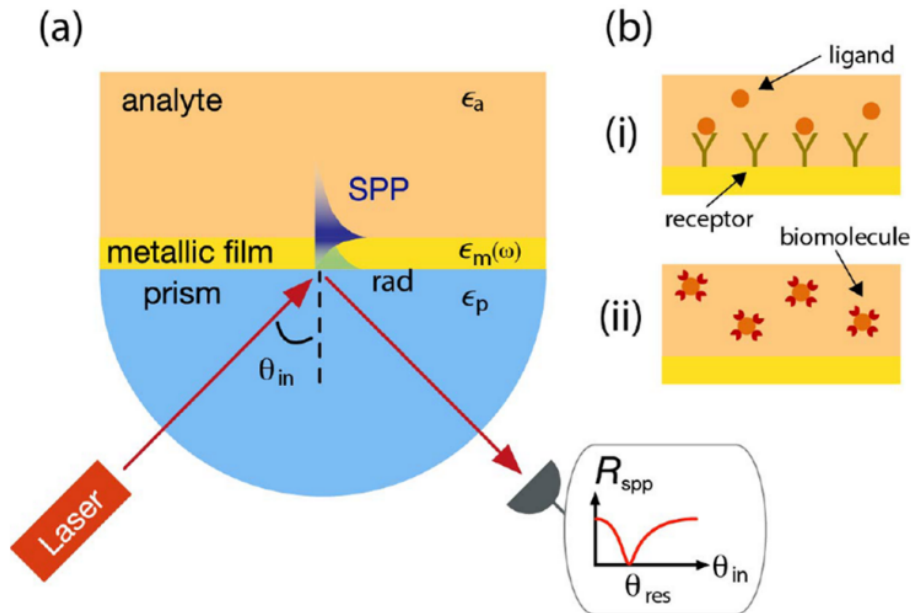 (a)
analyte
ϵa
SPP
metallic film
ϵm(ω)
rad
prism
ϵp
θin
Laser
Rspp
θin
θres
(b)
ligand
(i)
receptor
biomolecule
(ii)